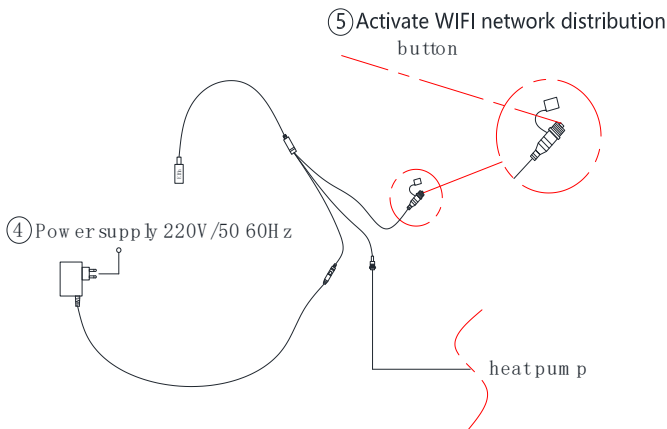 ⑤Activate WIFI network distribution
button
④Power supply 220V/50 60Hz
heat pump